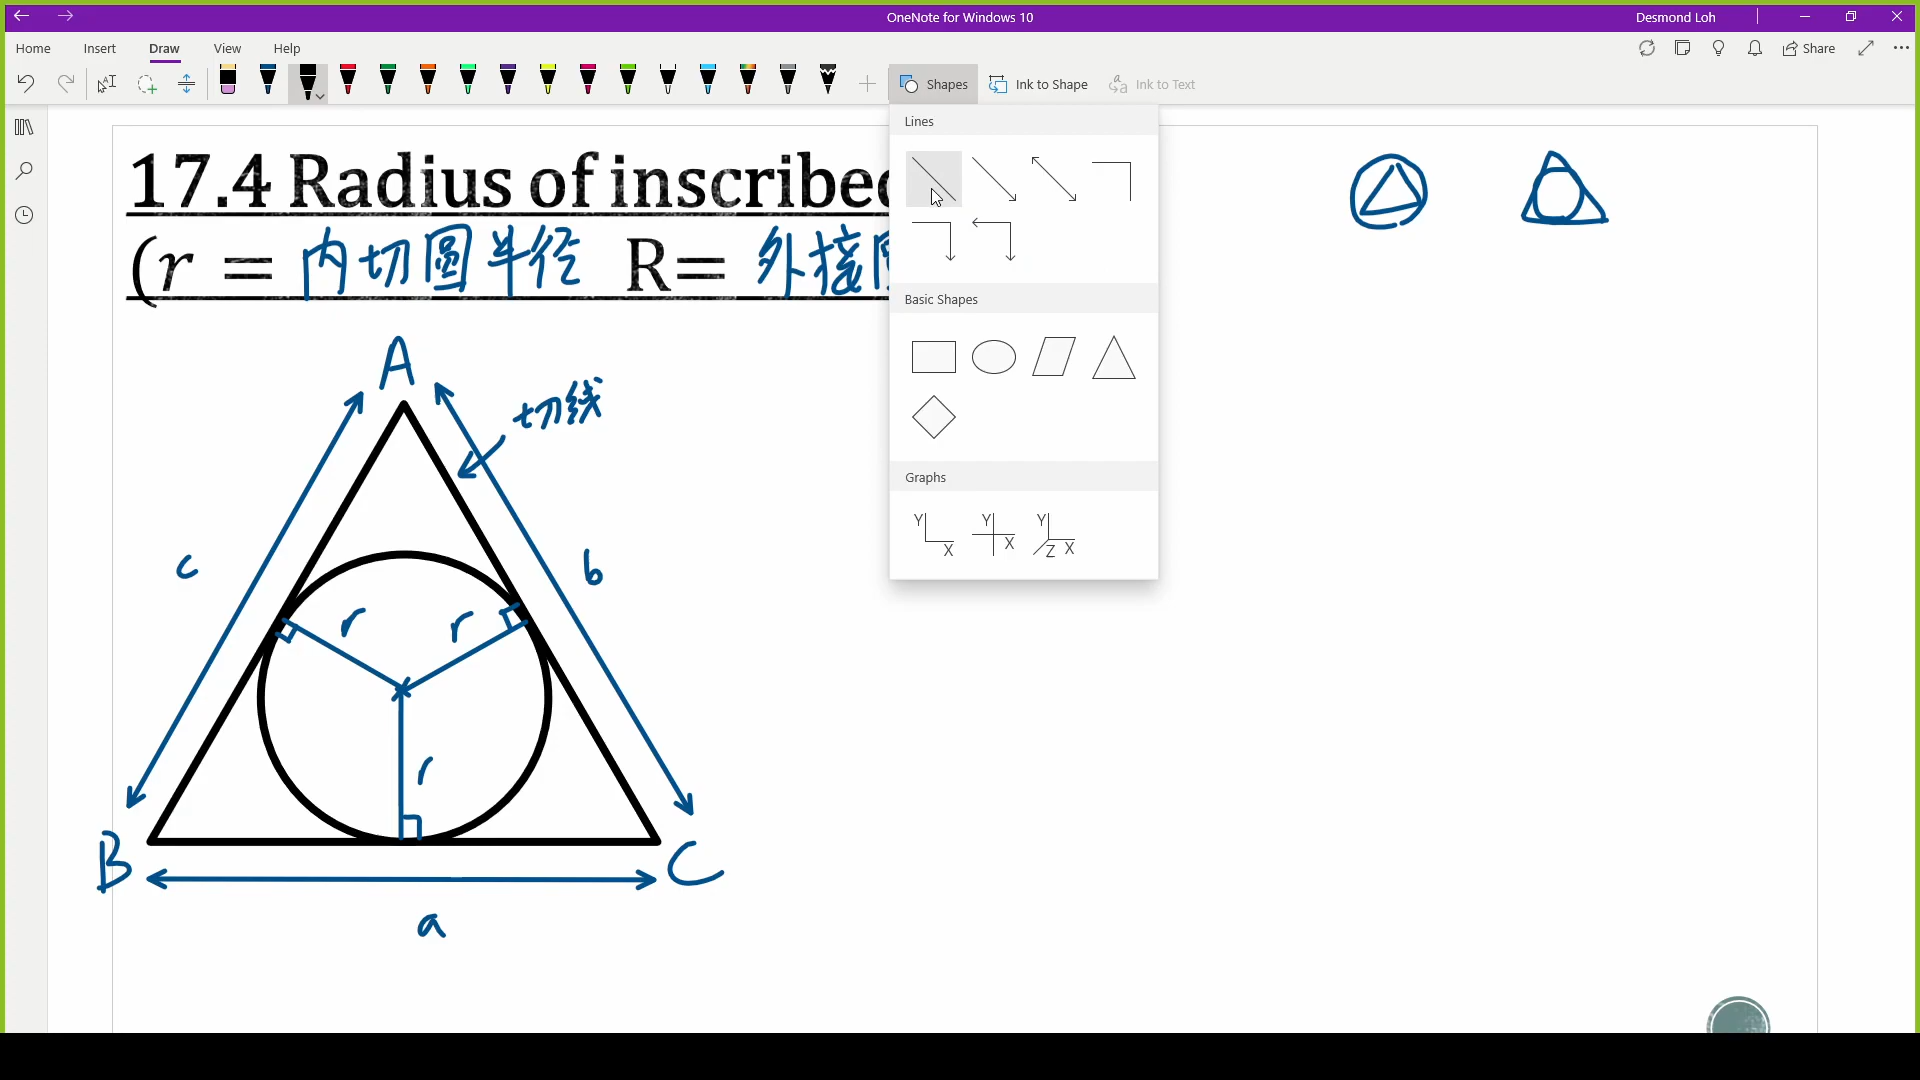 OneNote for Windows 10
Desmond Loh
Home Insert Draw View Help
Share
Shapes Ink to Shape Ink to Text
Lines
17.4 Radius of inscribed
(r = 内切圆半径 R= 外接
Basic Shapes
A
切线
Graphs
Y X Y X Y Z X
c
b
r
r
r
B
C
a